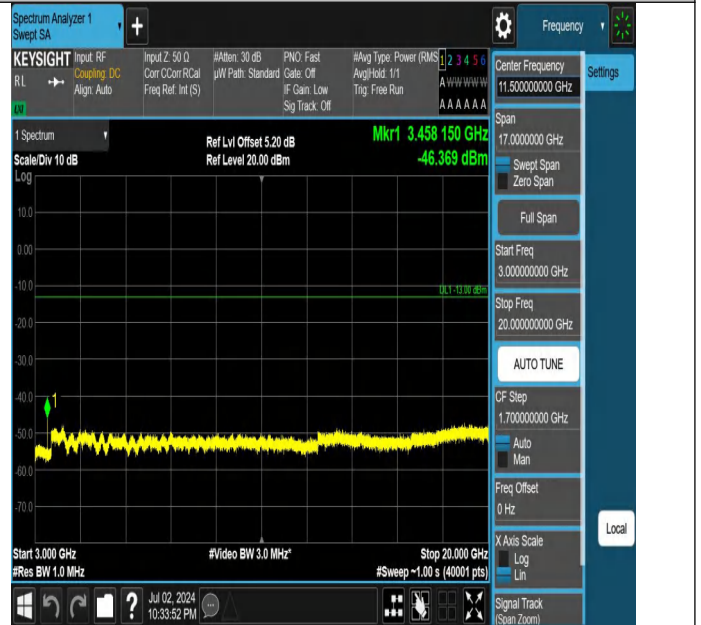 Spectrum Analyzer 1
Swept SA
+
Frequency
KEYSIGHT
RL
LXI
Input: RF
Coupling: DC
Align: Auto
Input Z: 50 Ω
Corr CCorr RCal
Freq Ref: Int (S)
#Atten: 30 dB
µW Path: Standard
PNO: Fast
Gate: Off
IF Gain: Low
Sig Track: Off
#Avg Type: Power (RMS
Avg|Hold: 1/1
Trig: Free Run
1 2 3 4 5 6
A W W W W W
A A A A A A
1 Spectrum
Scale/Div 10 dB
Log
Ref Lvl Offset 5.20 dB
Ref Level 20.00 dBm
Mkr1 3.458 150 GHz
-46.369 dBm
10.0
0.00
-10.0
DL1 -13.00 dBm
-20.0
-30.0
-40.0
1
-50.0
-60.0
-70.0
Start 3.000 GHz
#Res BW 1.0 MHz
#Video BW 3.0 MHz*
Stop 20.000 GHz
#Sweep ~1.00 s (40001 pts)
Center Frequency
11.500000000 GHz
Settings
Span
17.0000000 GHz
Swept Span
Zero Span
Full Span
Start Freq
3.000000000 GHz
Stop Freq
20.000000000 GHz
AUTO TUNE
CF Step
1.700000000 GHz
Auto
Man
Freq Offset
0 Hz
X Axis Scale
Log
Lin
Local
Signal Track
(Span Zoom)
?
Jul 02, 2024
10:33:52 PM